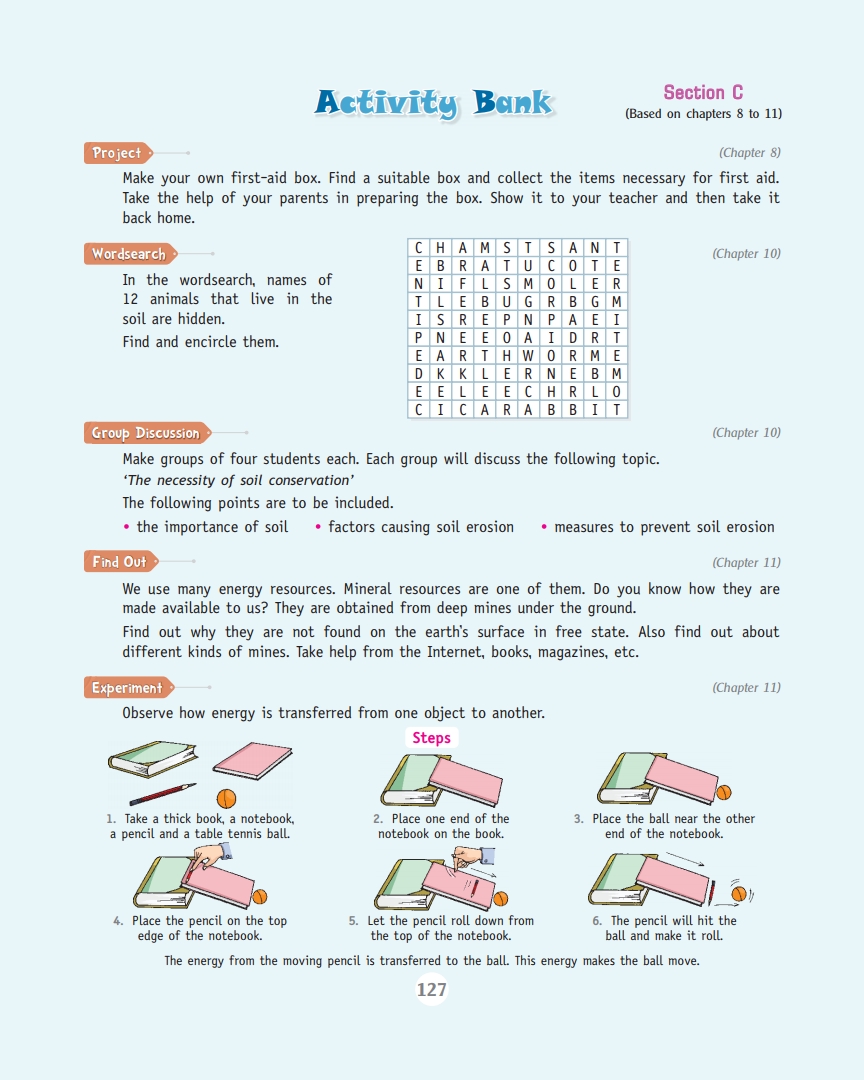 Activity Bank
Section C
(Based on chapters 8 to 11)
Project
(Chapter 8)
Make your own first-aid box. Find a suitable box and collect the items necessary for first aid.
Take the help of your parents in preparing the box. Show it to your teacher and then take it
back home.
Wordsearch
(Chapter 10)
In the wordsearch, names of
12 animals that live in the
soil are hidden.
Find and encircle them.
C H A M S T S A N T
E B R A T U C O T E
N I F L S M O L E R
T L E B U G R B G M
I S R E P N P A E I
P N E E O A I D R T
E A R T H W O R M E
D K K L E R N E B M
E E L E E C H R L O
C I C A R A B B I T
Group Discussion
(Chapter 10)
Make groups of four students each. Each group will discuss the following topic.
‘The necessity of soil conservation’
The following points are to be included.
• the importance of soil • factors causing soil erosion • measures to prevent soil erosion
Find Out
(Chapter 11)
We use many energy resources. Mineral resources are one of them. Do you know how they are
made available to us? They are obtained from deep mines under the ground.
Find out why they are not found on the earth's surface in free state. Also find out about
different kinds of mines. Take help from the Internet, books, magazines, etc.
Experiment
(Chapter 11)
Observe how energy is transferred from one object to another.
Steps
1. Take a thick book, a notebook,
a pencil and a table tennis ball.
2. Place one end of the
notebook on the book.
3. Place the ball near the other
end of the notebook.
4. Place the pencil on the top
edge of the notebook.
5. Let the pencil roll down from
the top of the notebook.
6. The pencil will hit the
ball and make it roll.
The energy from the moving pencil is transferred to the ball. This energy makes the ball move.
127